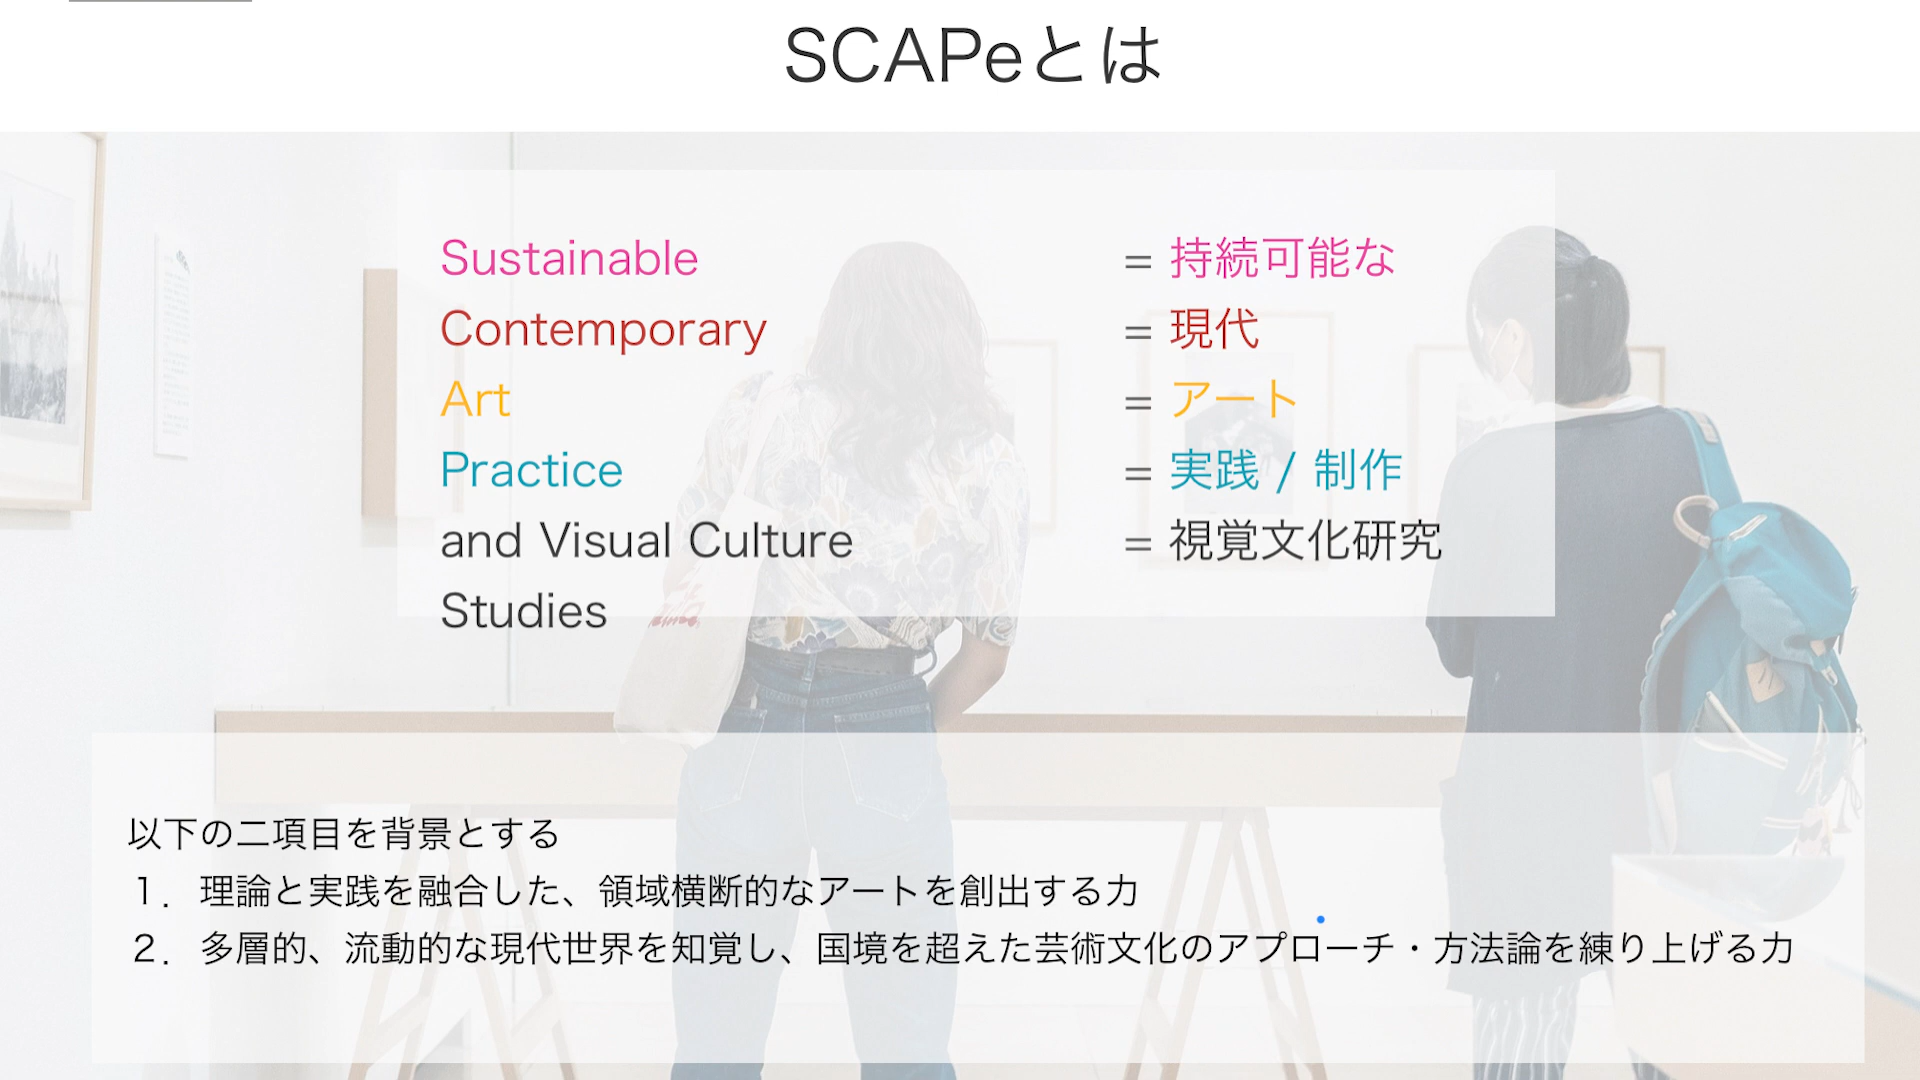 SCAPeとは
Sustainable = 持続可能な
Contemporary = 現代
Art = アート
Practice = 実践 / 制作
and Visual Culture = 視覚文化研究
Studies
以下の二項目を背景とする
１．理論と実践を融合した、領域横断的なアートを創出する力
２．多層的、流動的な現代世界を知覚し、国境を超えた芸術文化のアプローチ・方法論を練り上げる力